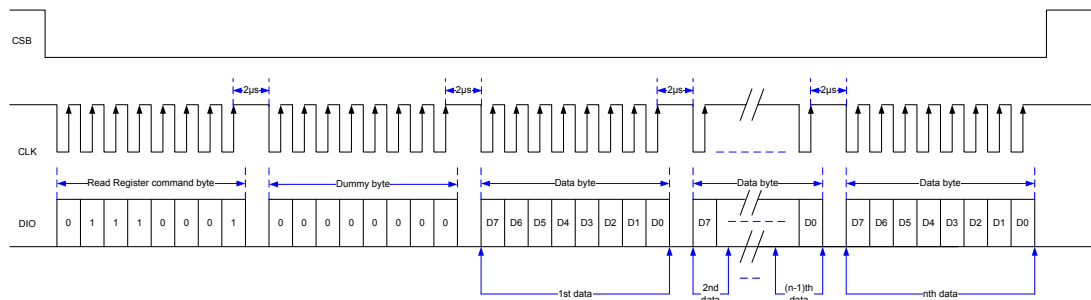 CSB
2μs 2μs 2μs 2μs
CLK
Read Register command byte Dummy byte Data byte Data byte Data byte
DIO 0 1 1 1 0 0 0 1 0 0 0 0 0 0 0 0 D7 D6 D5 D4 D3 D2 D1 D0 D7 D0 D7 D6 D5 D4 D3 D2 D1 D0
1st data 2nd data (n-1)th data nth data